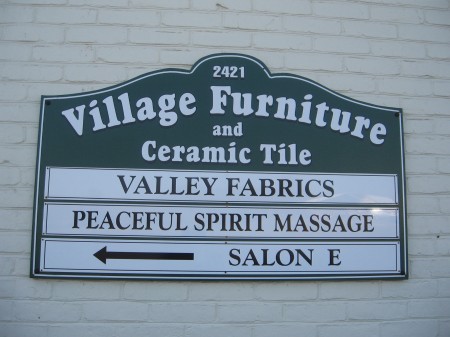 2421
Village Furniture
and
Ceramic Tile
VALLEY FABRICS
PEACEFUL SPIRIT MASSAGE
SALON E